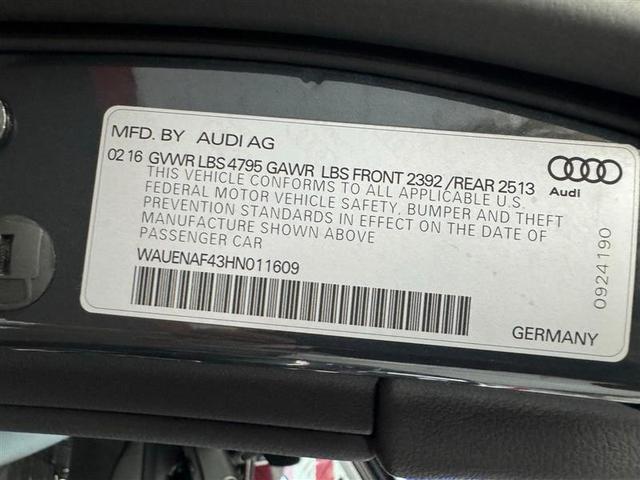 MFD. BY AUDI AG
02 16 GVWR LBS 4795 GAWR LBS FRONT 2392 /REAR 2513
THIS VEHICLE CONFORMS TO ALL APPLICABLE U.S.
FEDERAL MOTOR VEHICLE SAFETY, BUMPER AND THEFT
PREVENTION STANDARDS IN EFFECT ON THE DATE OF
MANUFACTURE SHOWN ABOVE
PASSENGER CAR
WAUENAF43HN011609
GERMANY
Audi
0924190